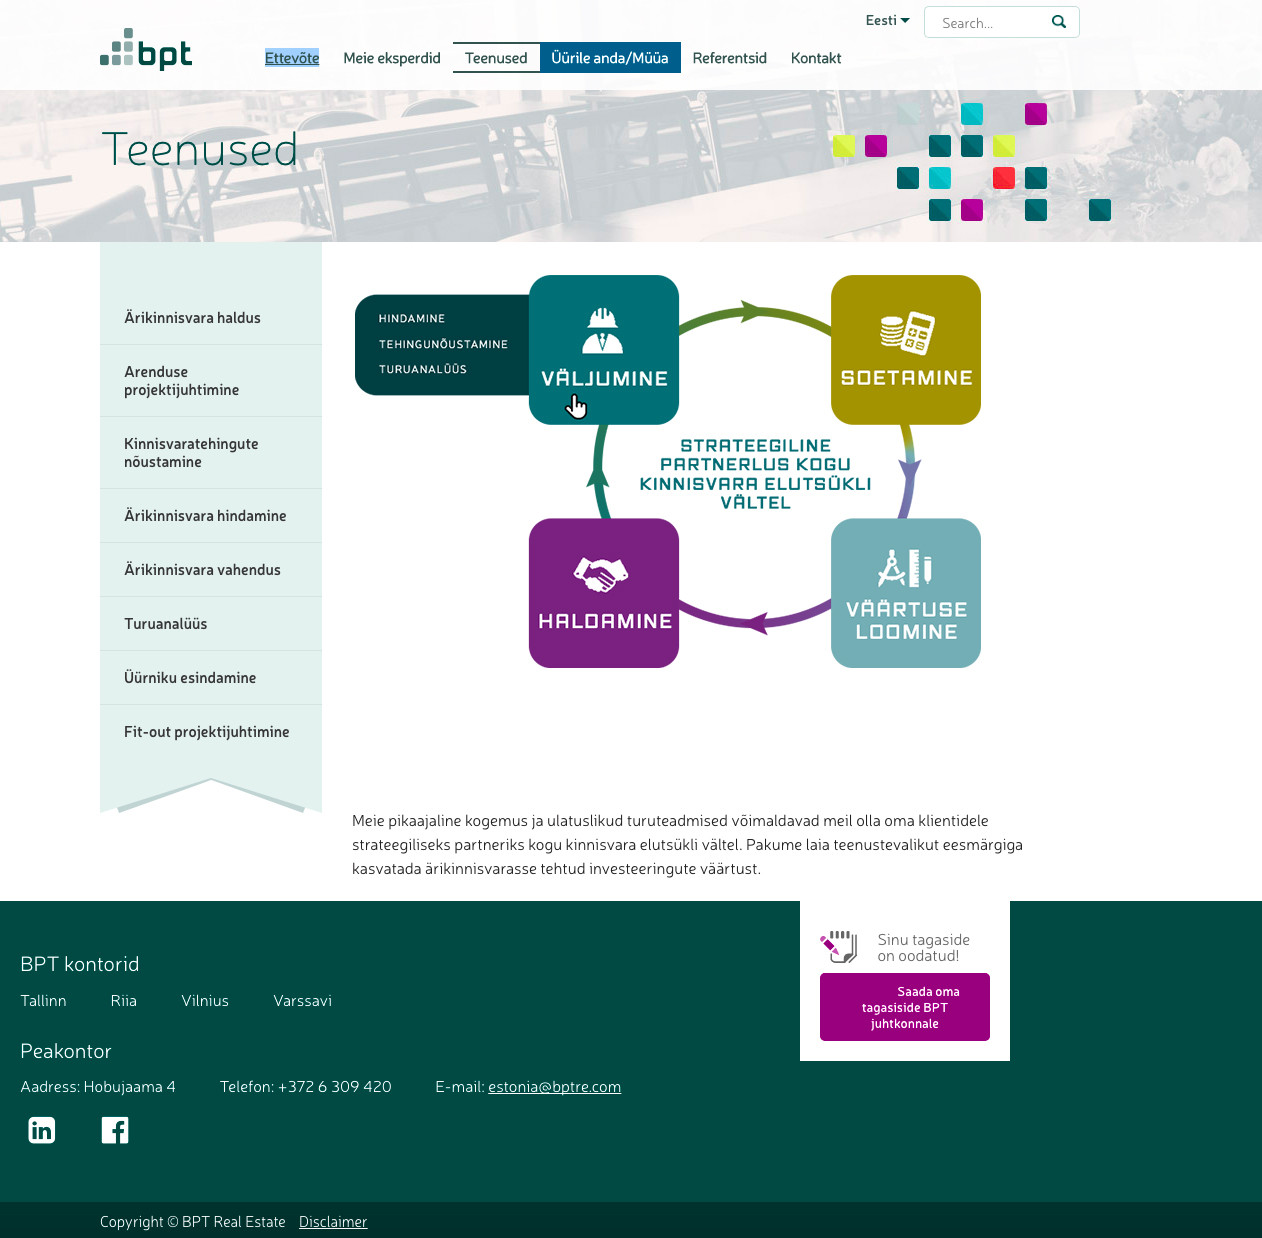 Eesti
Search...
bpt
Ettevõte Meie eksperdid Teenused Üürile anda/Müüa Referentsid Kontakt
Teenused
Ärikinnisvara haldus
Arenduse
projektijuhtimine
Kinnisvaratehingute
nõustamine
Ärikinnisvara hindamine
Ärikinnisvara vahendus
Turuanalüüs
Üürniku esindamine
Fit-out projektijuhtimine
HINDAMINE
TEHINGUNÕUSTAMINE
TURUANALÜÜS
VÄLJUMINE
SOETAMINE
STRATEEGILINE
PARTNERLUS KOGU
KINNISVARA ELUTSÜKLI
VÄLTEL
HALDAMINE
VÄÄRTUSE
LOOMINE
Meie pikaajaline kogemus ja ulatuslikud turuteadmised võimaldavad meil olla oma klientidele
strateegiliseks partneriks kogu kinnisvara elutsükli vältel. Pakume laia teenustevalikut eesmärgiga
kasvatada ärikinnisvarasse tehtud investeeringute väärtust.
BPT kontorid
Tallinn Riia Vilnius Varssavi
Peakontor
Aadress: Hobujaama 4 Telefon: +372 6 309 420 E-mail: estonia@bptre.com
in
Sinu tagaside
on oodatud!
Saada oma
tagasiside BPT
juhtkonnale
Copyright © BPT Real Estate Disclaimer